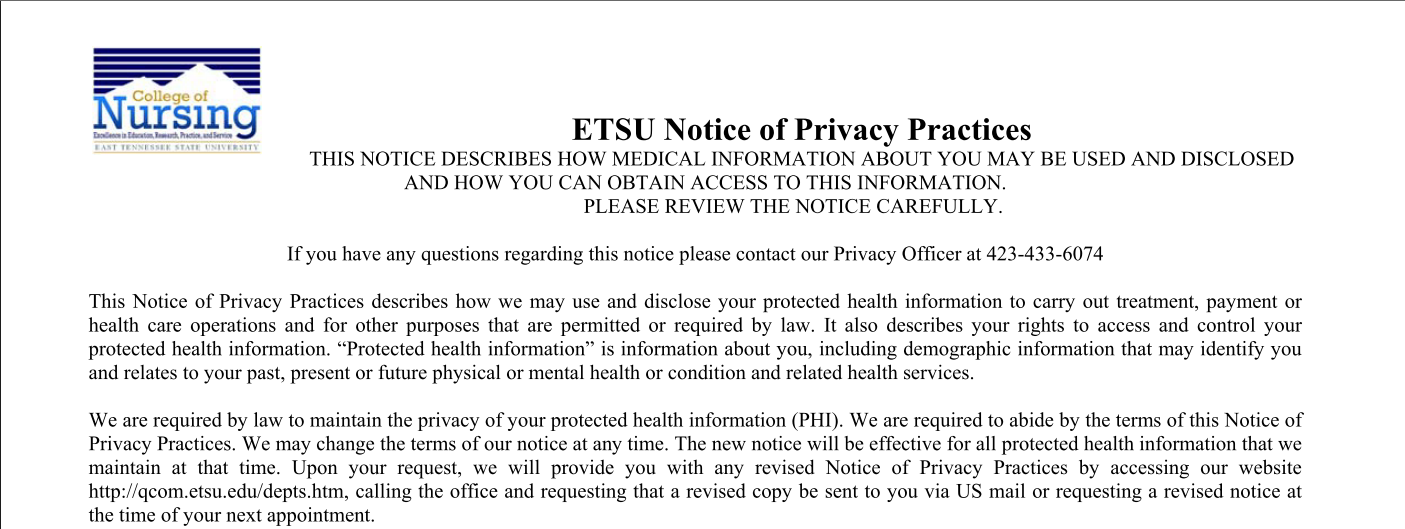 College of
Nursing
Excellence in Education, Research, Practice, and Service
EAST TENNESSEE STATE UNIVERSITY
ETSU Notice of Privacy Practices
THIS NOTICE DESCRIBES HOW MEDICAL INFORMATION ABOUT YOU MAY BE USED AND DISCLOSED
AND HOW YOU CAN OBTAIN ACCESS TO THIS INFORMATION.
PLEASE REVIEW THE NOTICE CAREFULLY.
If you have any questions regarding this notice please contact our Privacy Officer at 423-433-6074
This Notice of Privacy Practices describes how we may use and disclose your protected health information to carry out treatment, payment or
health care operations and for other purposes that are permitted or required by law. It also describes your rights to access and control your
protected health information. “Protected health information” is information about you, including demographic information that may identify you
and relates to your past, present or future physical or mental health or condition and related health services.
We are required by law to maintain the privacy of your protected health information (PHI). We are required to abide by the terms of this Notice of
Privacy Practices. We may change the terms of our notice at any time. The new notice will be effective for all protected health information that we
maintain at that time. Upon your request, we will provide you with any revised Notice of Privacy Practices by accessing our website
http://qcom.etsu.edu/depts.htm, calling the office and requesting that a revised copy be sent to you via US mail or requesting a revised notice at
the time of your next appointment.